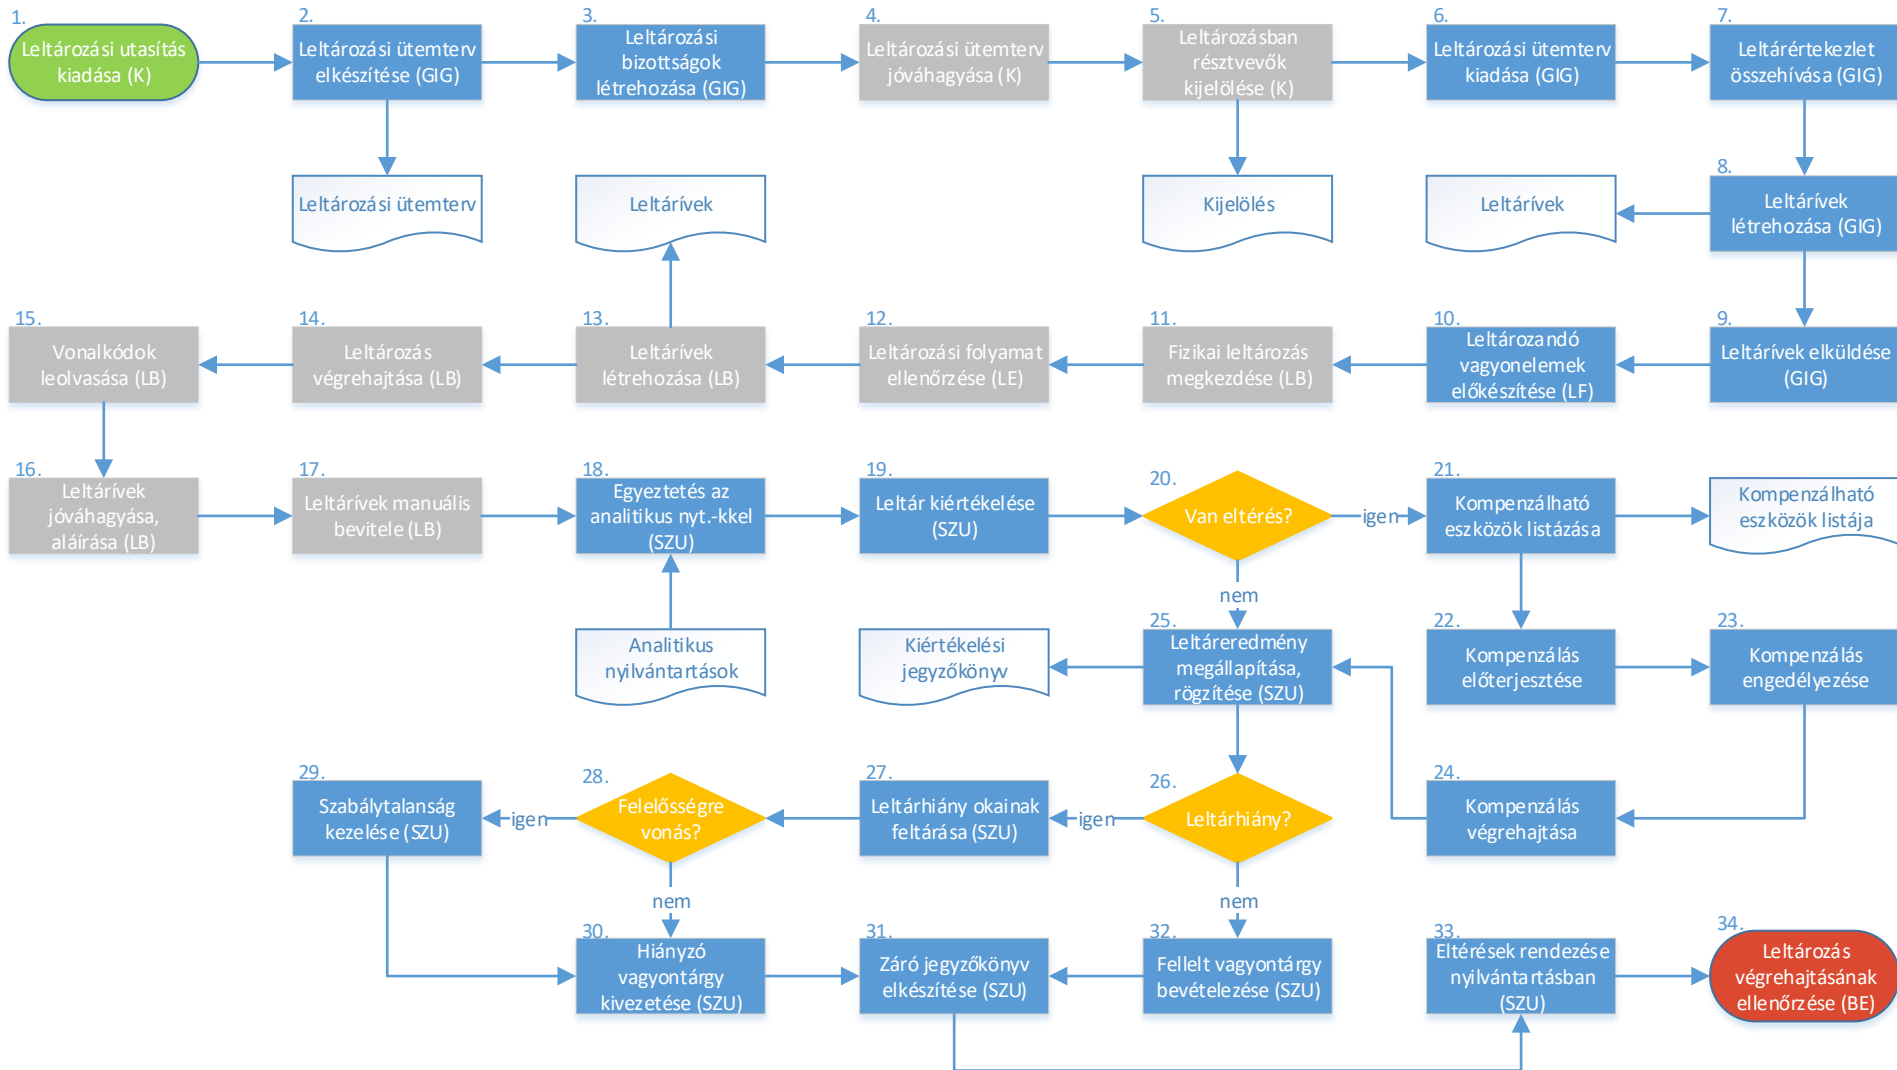 1.
Leltározási utasítás
kiadása (K)
2.
Leltározási ütemterv
elkészítése (GIG)
3.
Leltározási
bizottságok
létrehozása (GIG)
4.
Leltározási ütemterv
jóváhagyása (K)
5.
Leltározásban
résztvevők
kijelölése (K)
6.
Leltározási ütemterv
kiadása (GIG)
7.
Leltárértekezlet
összehívása (GIG)
Leltározási ütemterv
Leltárívek
Kijelölés
Leltárívek
8.
Leltárívek
létrehozása (GIG)
15.
Vonalkódok
leolvasása (LB)
14.
Leltározás
végrehajtása (LB)
13.
Leltárívek
létrehozása (LB)
12.
Leltározási folyamat
ellenőrzése (LE)
11.
Fizikai leltározás
megkezdése (LB)
10.
Leltározandó
vagyonelemek
előkészítése (LF)
9.
Leltárívek elküldése
(GIG)
16.
Leltárívek
jóváhagyása,
aláírása (LB)
17.
Leltárívek manuális
bevitele (LB)
18.
Egyeztetés az
analitikus nyt.-kkel
(SZU)
19.
Leltár kiértékelése
(SZU)
20.
Van eltérés?
igen
21.
Kompenzálható
eszközök listázása
Kompenzálható
eszközök listája
nem
Analitikus
nyilvántartások
Kiértékelési
jegyzőkönyv
25.
Leltáreredmény
megállapítása,
rögzítése (SZU)
22.
Kompenzálás
előterjesztése
23.
Kompenzálás
engedélyezése
29.
Szabálytalanság
kezelése (SZU)
igen
28.
Felelősségre
vonás?
27.
Leltárhiány okainak
feltárása (SZU)
igen
26.
Leltárhiány?
24.
Kompenzálás
végrehajtása
nem
nem
30.
Hiányzó
vagyontárgy
kivezetése (SZU)
31.
Záró jegyzőkönyv
elkészítése (SZU)
32.
Fellelt vagyontárgy
bevételezése (SZU)
33.
Eltérések rendezése
nyilvántartásban
(SZU)
34.
Leltározás
végrehajtásának
ellenőrzése (BE)